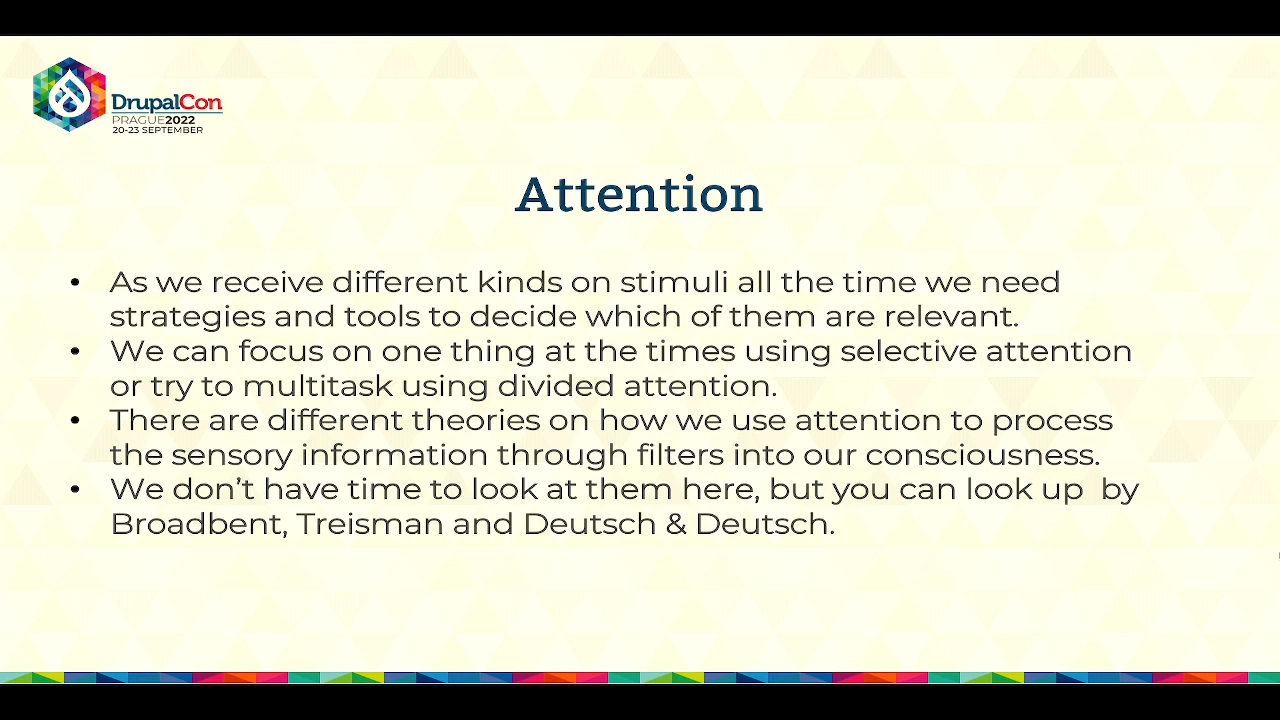 DrupalCon
PRAGUE2022
20-23 SEPTEMBER
Attention
• As we receive different kinds on stimuli all the time we need
strategies and tools to decide which of them are relevant.
• We can focus on one thing at the times using selective attention
or try to multitask using divided attention.
• There are different theories on how we use attention to process
the sensory information through filters into our consciousness.
• We don’t have time to look at them here, but you can look up  by
Broadbent, Treisman and Deutsch & Deutsch.